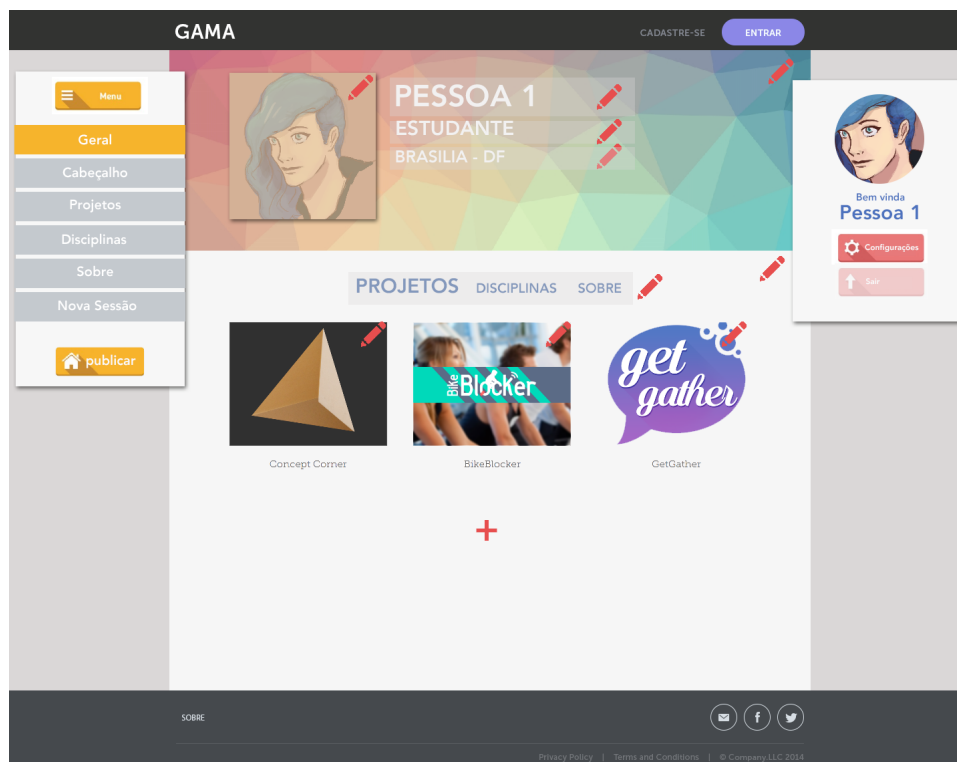 GAMA
CADASTRE-SE
ENTRAR
Menu
Geral
Cabeçalho
Projetos
Disciplinas
Sobre
Nova Sessão
publicar
PESSOA 1
ESTUDANTE
BRASILIA - DF
Bem vinda
Pessoa 1
Configurações
Sair
PROJETOS DISCIPLINAS SOBRE
Bike Blocker
get
gather
Concept Corner
BikeBlocker
GetGather
SOBRE
Privacy Policy | Terms and Conditions | © Company.LLC 2014